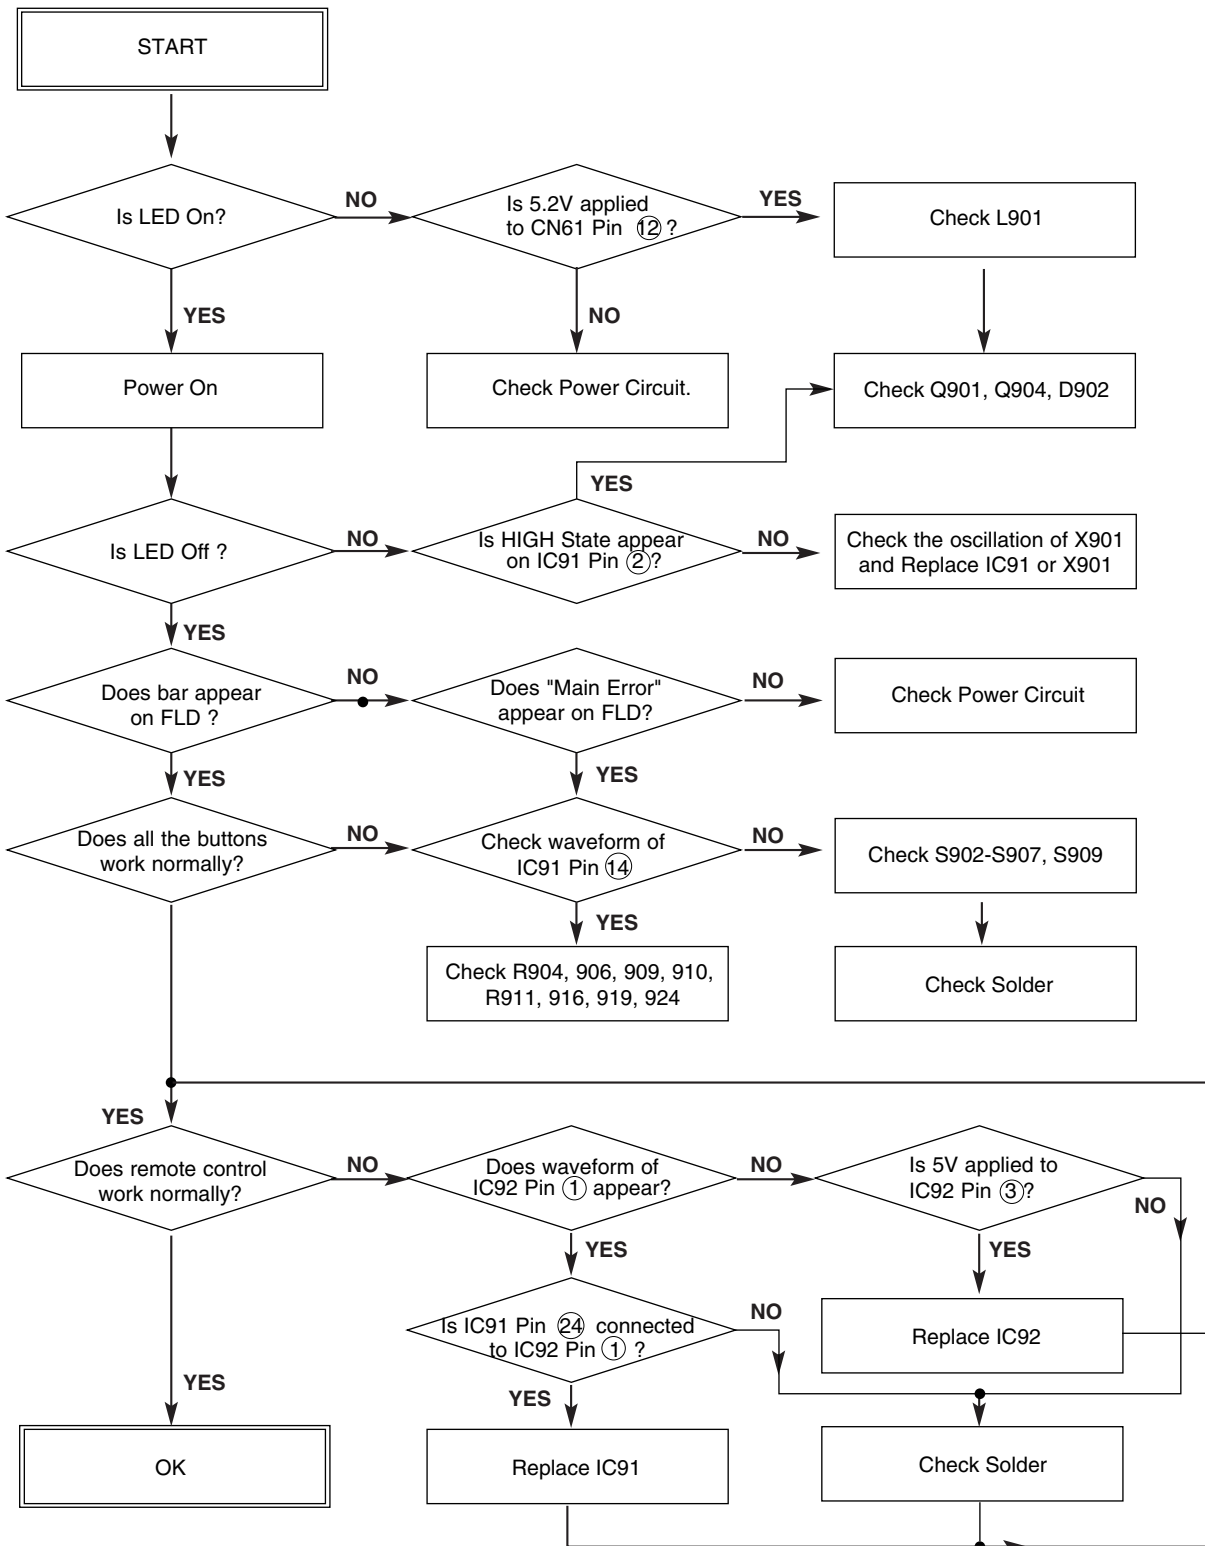 START
Is LED On?
NO
Is 5.2V applied
to CN61 Pin 12 ?
YES
Check L901
YES
NO
Power On
Check Power Circuit.
Check Q901, Q904, D902
YES
Is LED Off ?
NO
Is HIGH State appear
on IC91 Pin 2?
NO
Check the oscillation of X901
and Replace IC91 or X901
YES
Does bar appear
on FLD ?
NO
Does "Main Error"
appear on FLD?
NO
Check Power Circuit
YES
YES
Does all the buttons
work normally?
NO
Check waveform of
IC91 Pin 14
NO
Check S902-S907, S909
YES
Check R904, 906, 909, 910,
R911, 916, 919, 924
Check Solder
YES
Does remote control
work normally?
NO
Does waveform of
IC92 Pin 1 appear?
NO
Is 5V applied to
IC92 Pin 3?
NO
YES
YES
Is IC91 Pin 24 connected
to IC92 Pin 1 ?
NO
Replace IC92
YES
YES
OK
Replace IC91
Check Solder